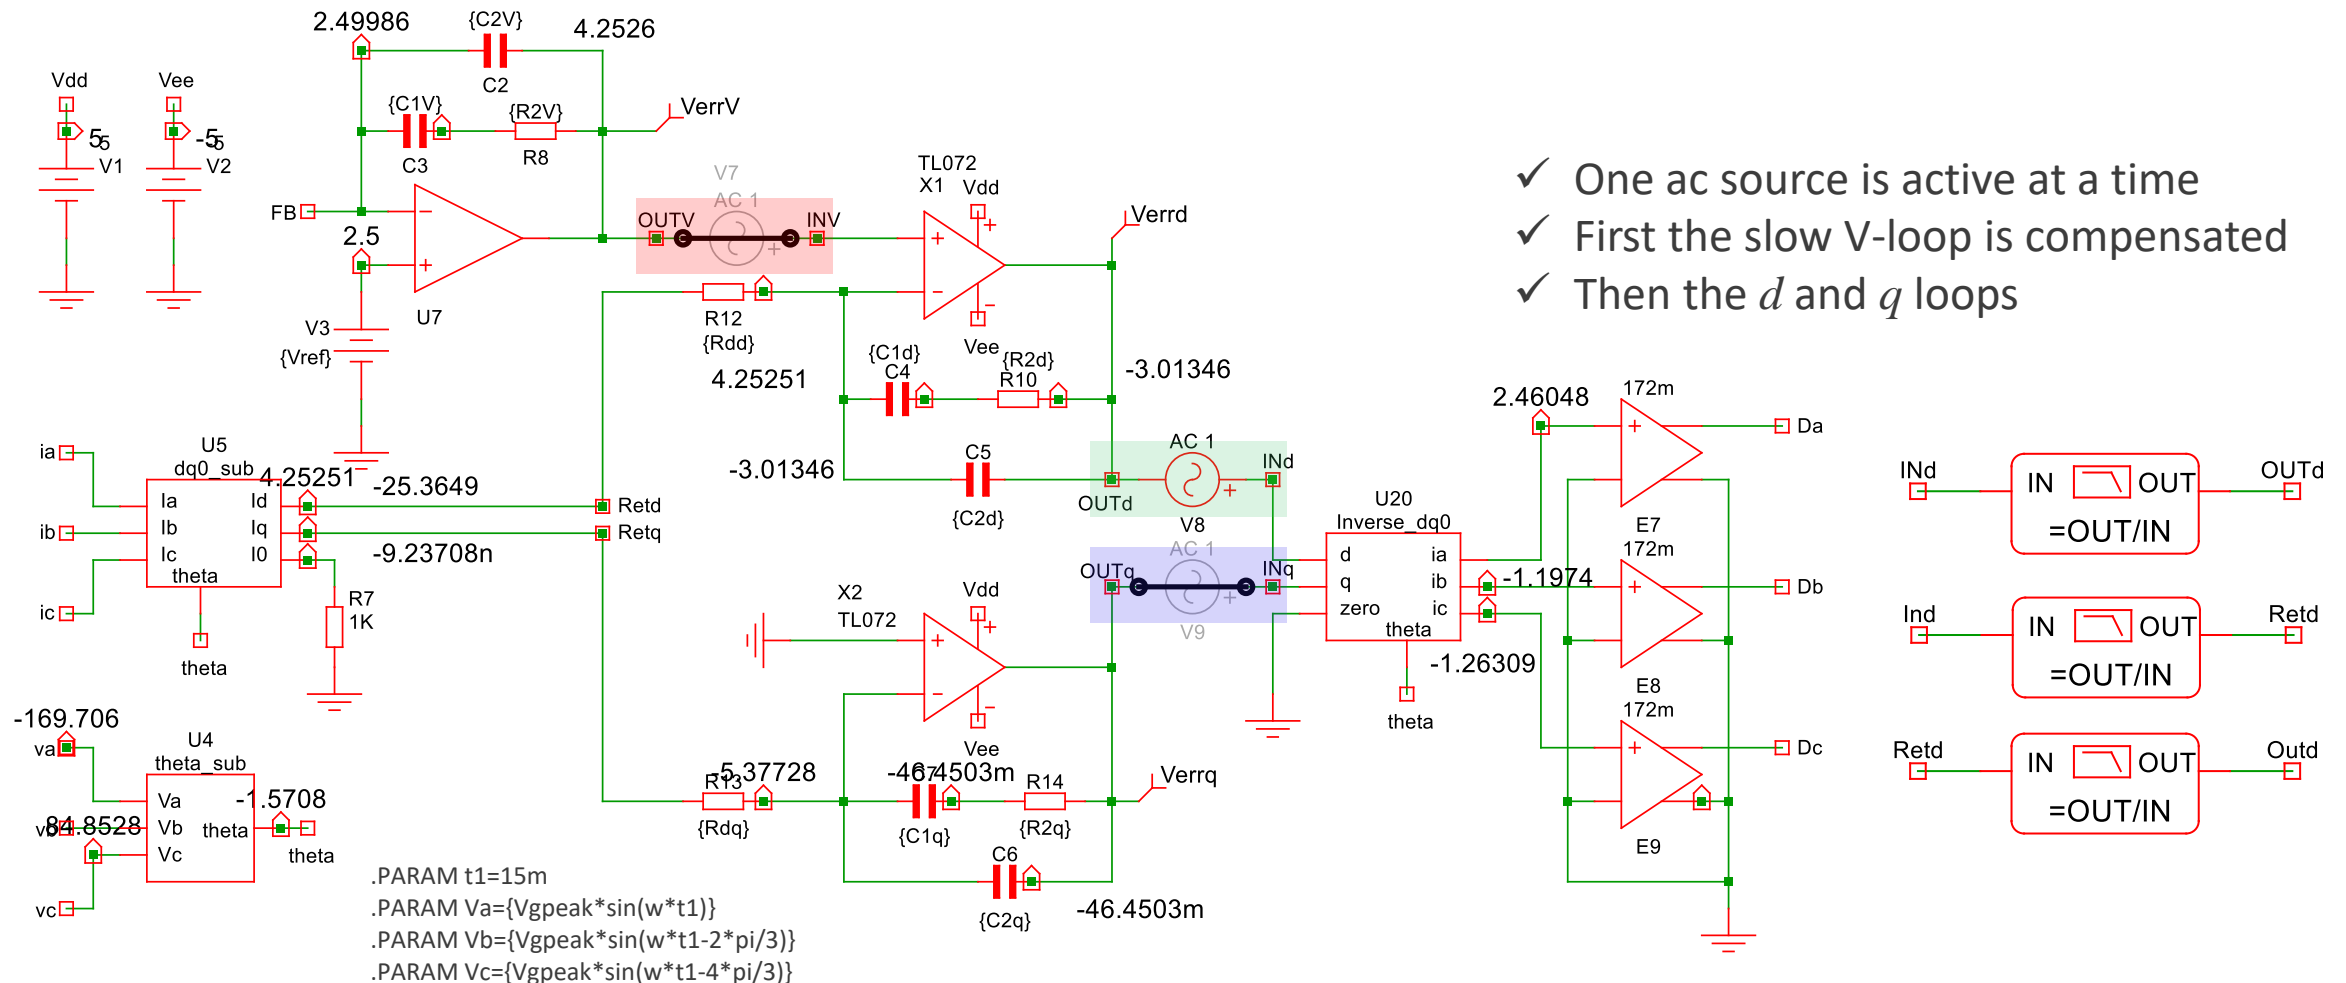 2.49986
{C2V}
4.2526
C2
Vdd
Vee
{C1V}
{R2V}
VerrV
5
-5
V1
V2
C3
R8
FB
2.5
U7
V3
{Vref}
V7
AC 1
OUTV
INV
TL072
X1
Vdd
Verrd
R12
{Rdd}
4.25251
Vee
{C1d}
C4
{R2d}
R10
-3.01346
-3.01346
C5
{C2d}
AC 1
INd
OUTd
V8
✓ One ac source is active at a time
✓ First the slow V-loop is compensated
✓ Then the d and q loops
ia
ib
ic
U5
dq0_sub
Ia
Ib
Ic
Id
Iq
I0
theta
theta
4.25251
-25.3649
-9.23708n
Retd
Retq
R7
1K
AC 1
OUTq
INq
V9
X2
TL072
Vdd
Vee
U20
Inverse_dq0
d
q
zero
ia
ib
ic
theta
theta
2.46048
-1.1974
-1.26309
172m
E7
172m
E8
172m
E9
Da
Db
Dc
INd
IN OUT
=OUT/IN
OUTd
Ind
IN OUT
=OUT/IN
Retd
Retd
IN OUT
=OUT/IN
Outd
-169.706
va
84.8528
vc
U4
theta_sub
Va
Vb
Vc
theta
-1.5708
theta
R13
-5.37728
{Rdq}
-46.4503m
{C1q}
R14
{R2q}
Verrq
C6
{C2q}
-46.4503m
.PARAM t1=15m
.PARAM Va={Vgpeak*sin(w*t1)}
.PARAM Vb={Vgpeak*sin(w*t1-2*pi/3)}
.PARAM Vc={Vgpeak*sin(w*t1-4*pi/3)}